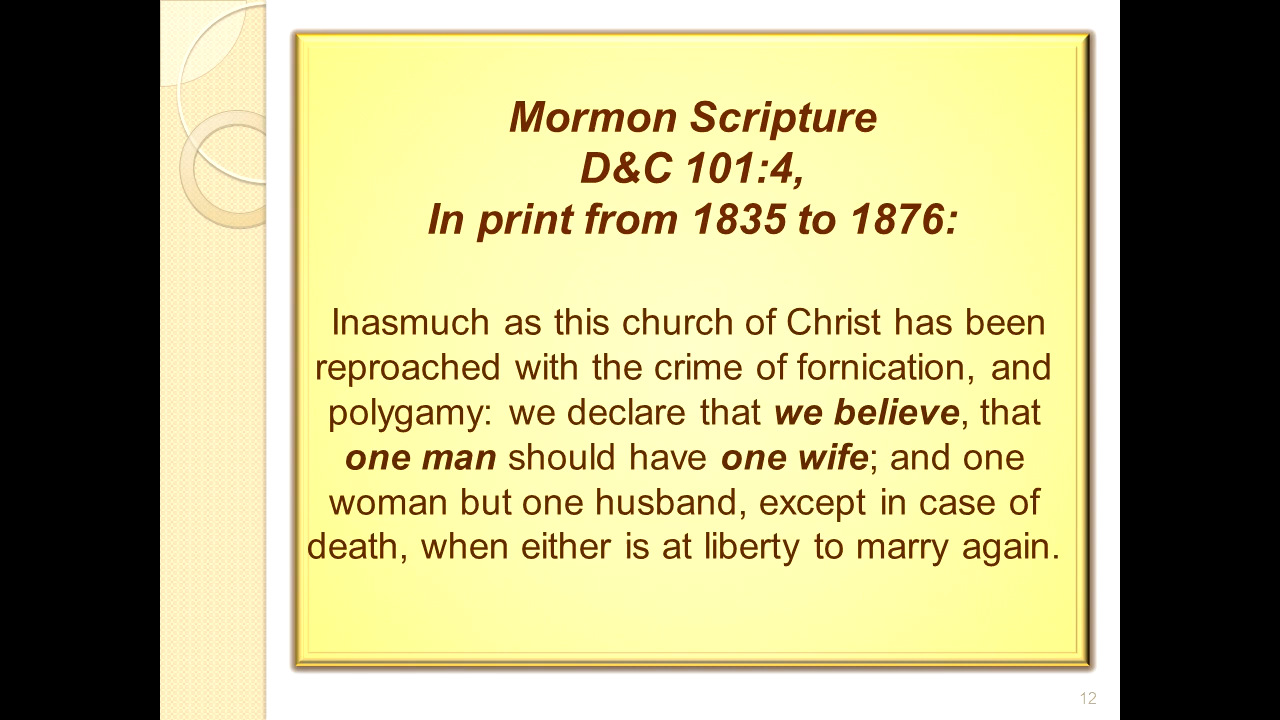 Mormon Scripture
D&C 101:4,
In print from 1835 to 1876:
Inasmuch as this church of Christ has been
reproached with the crime of fornication, and
polygamy: we declare that we believe, that
one man should have one wife; and one
woman but one husband, except in case of
death, when either is at liberty to marry again.
12